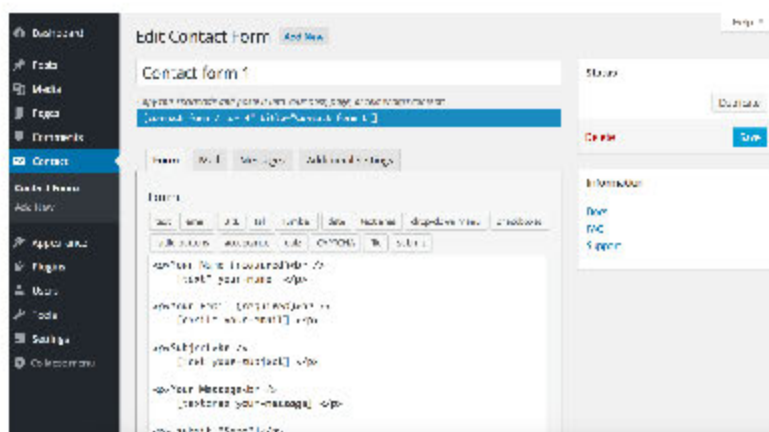 Help
Dashboard
Posts
Media
Pages
Comments
Contact
Contact Forms
Add New
Appearance
Plugins
Users
Tools
Settings
Collapse menu
Edit Contact Form Add New
Contact form 1
Form Mail Messages Additional Settings
Form
text email URL tel number date text area drop-down menu checkboxes
radio buttons acceptance quiz CAPTCHA file submit
<p>Your Name (required)<br />
[text* your-name] </p>
<p>Your Email (required)<br />
[email* your-email] </p>
<p>Subject<br />
[text your-subject] </p>
<p>Your Message<br />
[textarea your-message] </p>
Status
Duplicate
Delete Save
Information
Docs
FAQ
Support